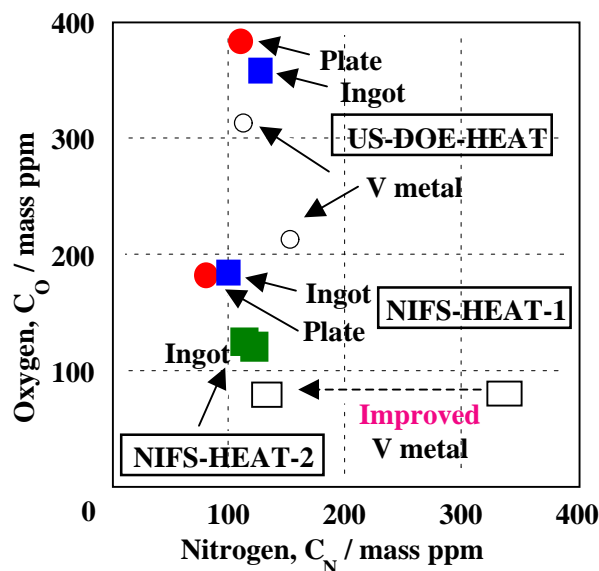 400
Plate
Ingot
300
US-DOE-HEAT
V metal
200
Ingot
NIFS-HEAT-1
Plate
Ingot
100
Improved
V metal
NIFS-HEAT-2
0
100
200
300
400
Nitrogen, C_N / mass ppm
Oxygen, C_O / mass ppm